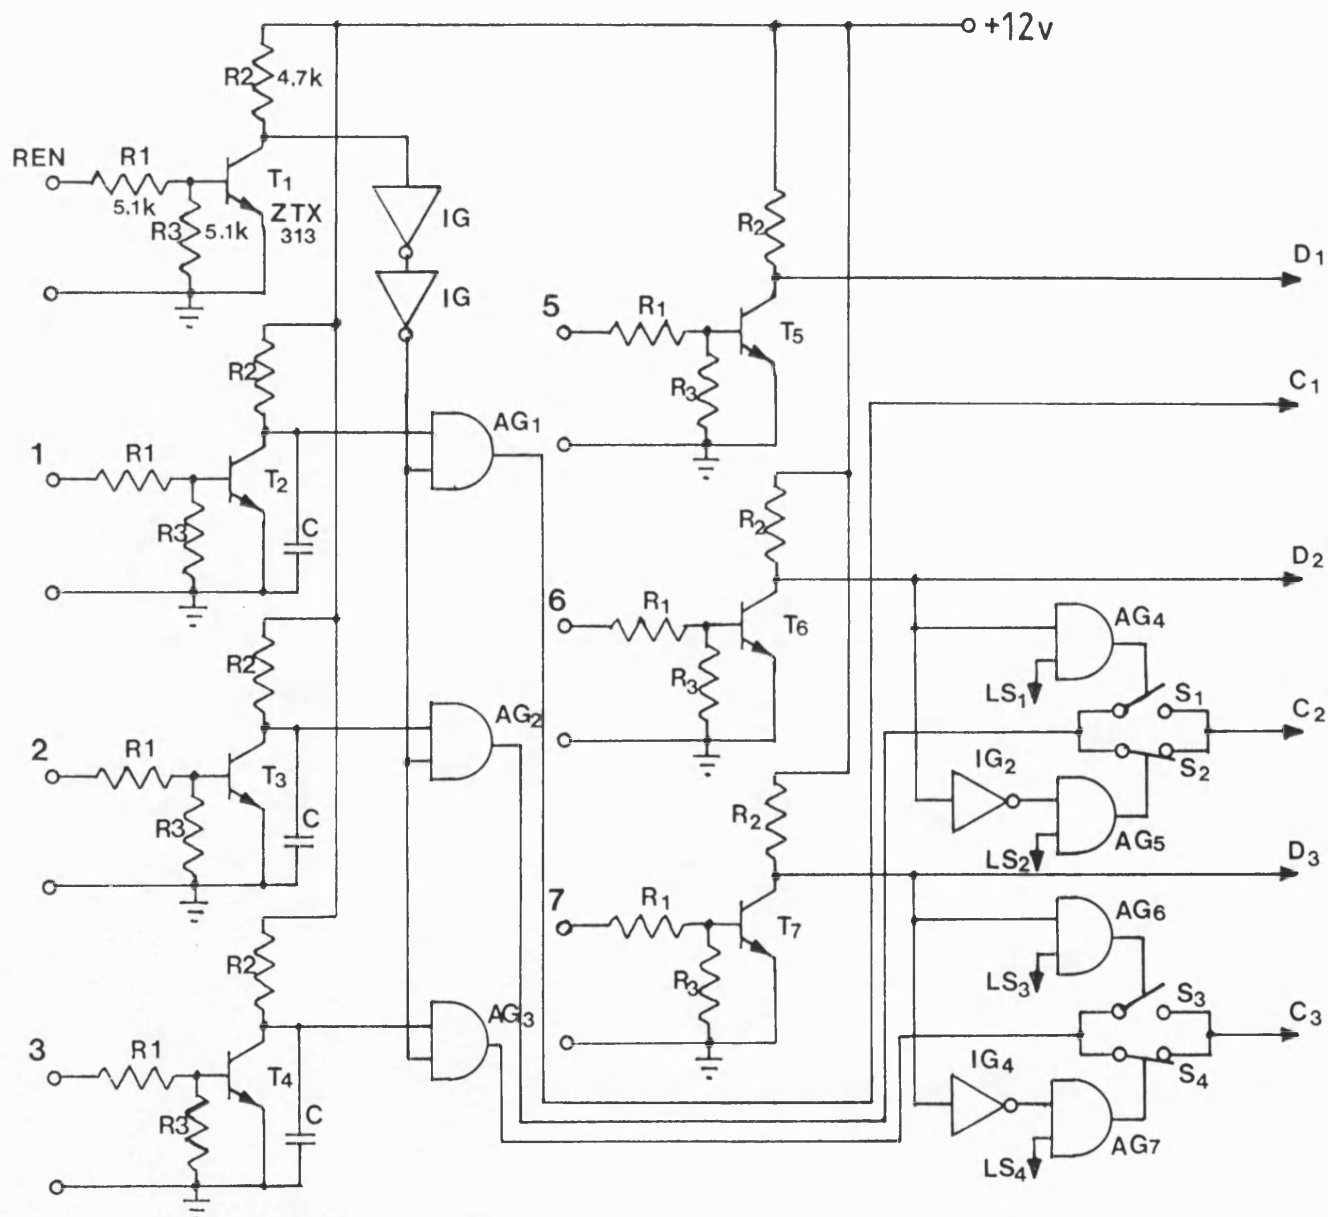 +12v
R2 4.7k
REN R1 T1
5.1k R3 5.1k ZTX
313
IG
IG
R2
1 R1 T2
R3 C
AG1
R2
2 R1 T3
R3 C
AG2
R2
3 R1 T4
R3 C
AG3
R2
5 R1 T5
R3
R2
6 R1 T6
R3
R2
7 R1 T7
R3
D1
C1
D2
AG4
LS1
S1
C2
S2
IG2
LS2 AG5
D3
AG6
LS3
S3
C3
S4
IG4
LS4 AG7